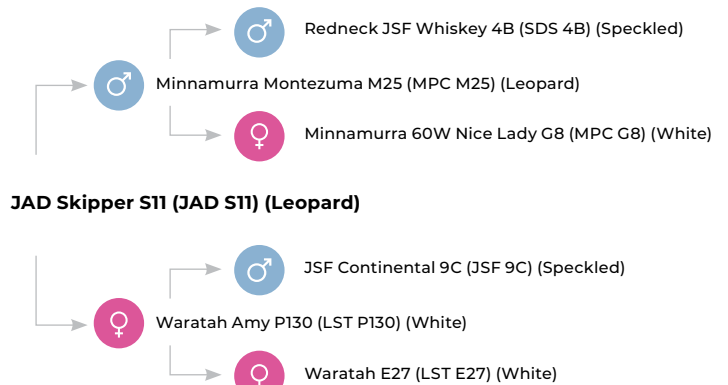 Redneck JSF Whiskey 4B (SDS 4B) (Speckled)
Minnamurra Montezuma M25 (MPC M25) (Leopard)
Minnamurra 60W Nice Lady G8 (MPC G8) (White)
JAD Skipper S11 (JAD S11) (Leopard)
JSF Continental 9C (JSF 9C) (Speckled)
Waratah Amy P130 (LST P130) (White)
Waratah E27 (LST E27) (White)